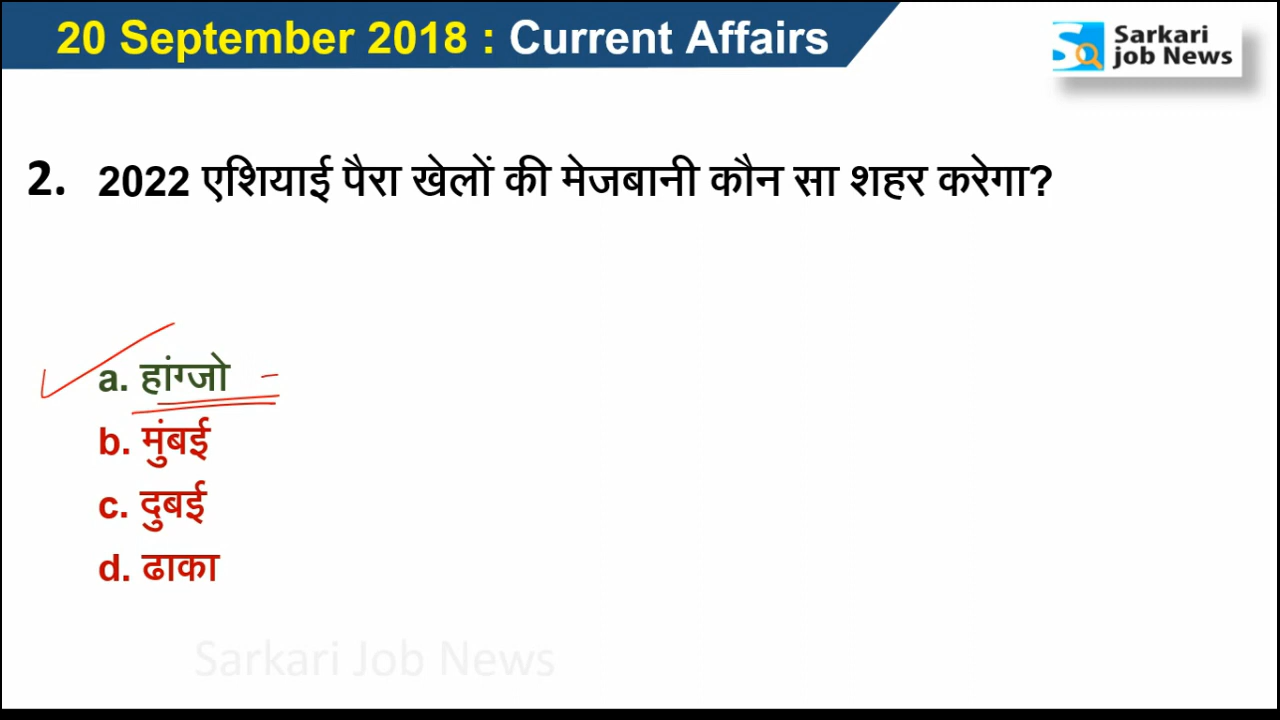 20 September 2018 : Current Affairs
Sarkari
Job News
2. 2022 एशियाई पैरा खेलों की मेजबानी कौन सा शहर करेगा?
a. हांग्जो
b. मुंबई
c. दुबई
d. ढाका
Sarkari Job News